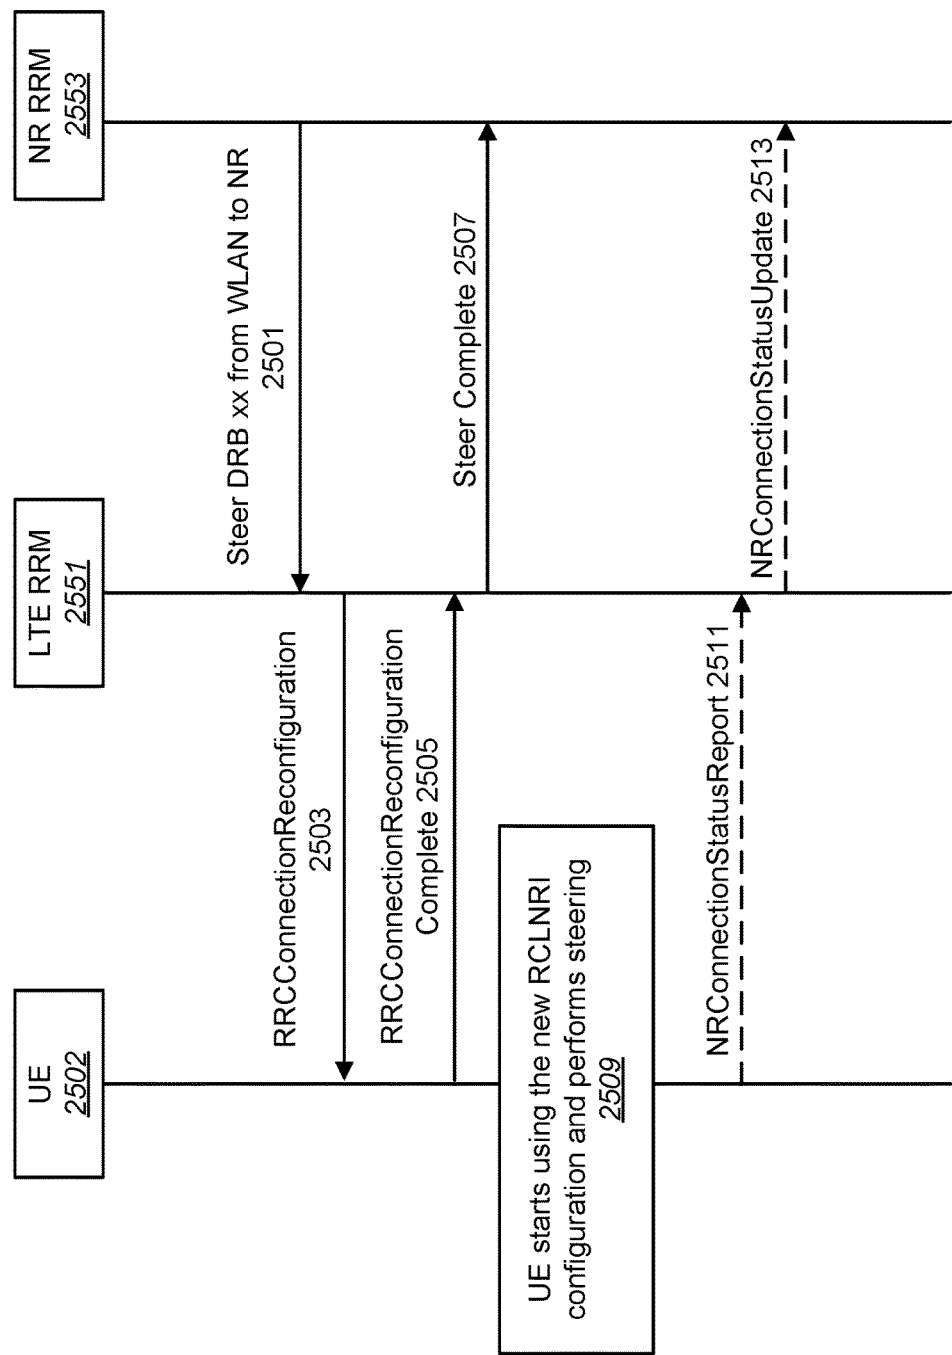 UE
2502
LTE RRM
2551
NR RRM
2553
Steer DRB xx from WLAN to NR
2501
RRCConnectionReconfiguration
2503
RRCConnectionReconfiguration
Complete 2505
Steer Complete 2507
UE starts using the new RCLNRI
configuration and performs steering
2509
NRConnectionStatusReport 2511
NRConnectionStatusUpdate 2513